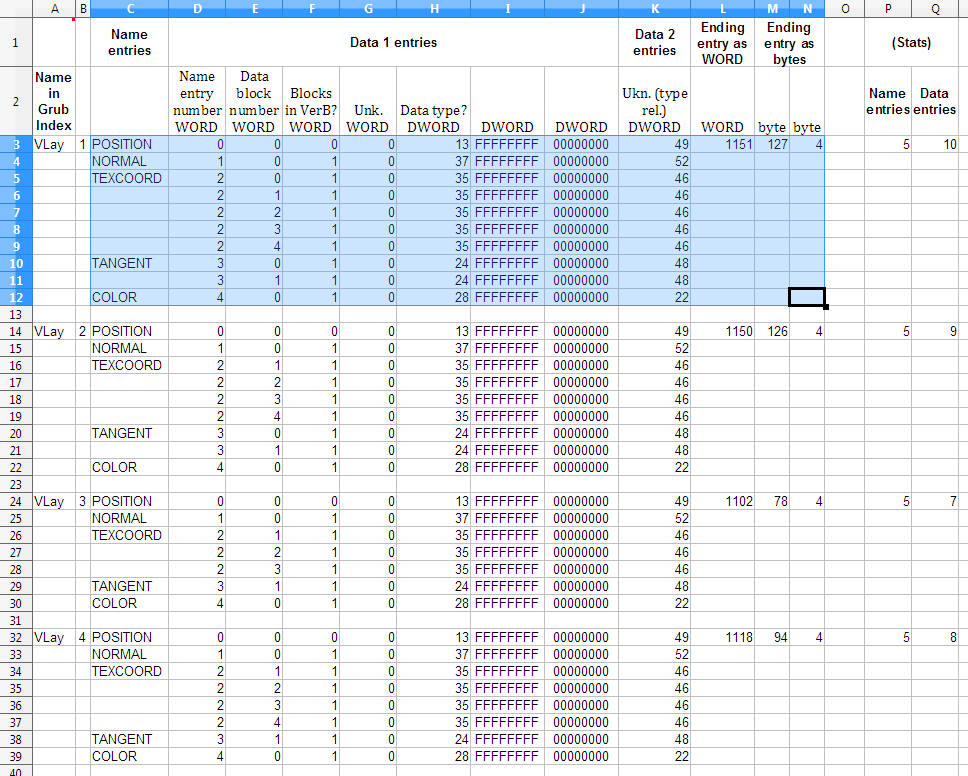 A B C D E F G H I J K L M N O P Q
1 Name entries Data 1 entries Data 2 entries Ending entry as WORD Ending entry as bytes (Stats)
2 Name in Grub Index Name entry number WORD Data block number WORD Blocks in VerB? WORD Unk. WORD Data type? DWORD DWORD DWORD Ukn. (type rel.) DWORD WORD byte byte Name entries Data entries
3 VLay 1 POSITION 0 0 0 0 13 FFFFFFFF 00000000 49 1151 127 4 5 10
4 NORMAL 1 0 1 0 37 FFFFFFFF 00000000 52
5 TEXCOORD 2 0 1 0 35 FFFFFFFF 00000000 46
6 2 1 1 0 35 FFFFFFFF 00000000 46
7 2 2 1 0 35 FFFFFFFF 00000000 46
8 2 3 1 0 35 FFFFFFFF 00000000 46
9 2 4 1 0 35 FFFFFFFF 00000000 46
10 TANGENT 3 0 1 0 24 FFFFFFFF 00000000 48
11 3 1 1 0 24 FFFFFFFF 00000000 48
12 COLOR 4 0 1 0 28 FFFFFFFF 00000000 22
13
14 VLay 2 POSITION 0 0 0 0 13 FFFFFFFF 00000000 49 1150 126 4 5 9
15 NORMAL 1 0 1 0 37 FFFFFFFF 00000000 52
16 TEXCOORD 2 1 1 0 35 FFFFFFFF 00000000 46
17 2 2 1 0 35 FFFFFFFF 00000000 46
18 2 3 1 0 35 FFFFFFFF 00000000 46
19 2 4 1 0 35 FFFFFFFF 00000000 46
20 TANGENT 3 0 1 0 24 FFFFFFFF 00000000 48
21 3 1 1 0 24 FFFFFFFF 00000000 48
22 COLOR 4 0 1 0 28 FFFFFFFF 00000000 22
23
24 VLay 3 POSITION 0 0 0 0 13 FFFFFFFF 00000000 49 1102 78 4 5 7
25 NORMAL 1 0 1 0 37 FFFFFFFF 00000000 52
26 TEXCOORD 2 1 1 0 35 FFFFFFFF 00000000 46
27 2 2 1 0 35 FFFFFFFF 00000000 46
28 2 3 1 0 35 FFFFFFFF 00000000 46
29 TANGENT 3 1 1 0 24 FFFFFFFF 00000000 48
30 COLOR 4 0 1 0 28 FFFFFFFF 00000000 22
31
32 VLay 4 POSITION 0 0 0 0 13 FFFFFFFF 00000000 49 1118 94 4 5 8
33 NORMAL 1 0 1 0 37 FFFFFFFF 00000000 52
34 TEXCOORD 2 1 1 0 35 FFFFFFFF 00000000 46
35 2 2 1 0 35 FFFFFFFF 00000000 46
36 2 3 1 0 35 FFFFFFFF 00000000 46
37 2 4 1 0 35 FFFFFFFF 00000000 46
38 TANGENT 3 1 1 0 24 FFFFFFFF 00000000 48
39 COLOR 4 0 1 0 28 FFFFFFFF 00000000 22
40